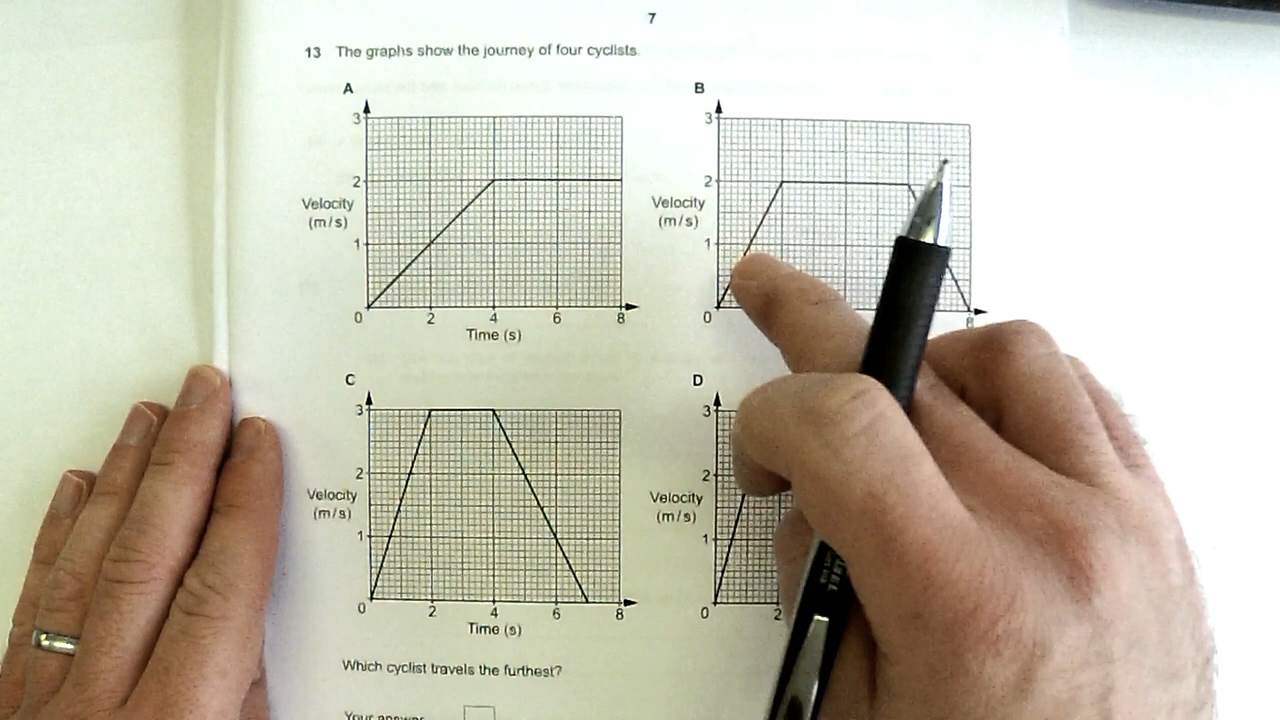 7
13 The graphs show the journey of four cyclists.
A
3
2
Velocity
(m/s)
1
0
2
4
6
8
Time (s)
B
3
2
Velocity
(m/s)
1
0
8
C
3
2
Velocity
(m/s)
1
0
2
4
6
8
Time (s)
D
3
2
Velocity
(m/s)
1
0
2
Which cyclist travels the furthest?
Your answer